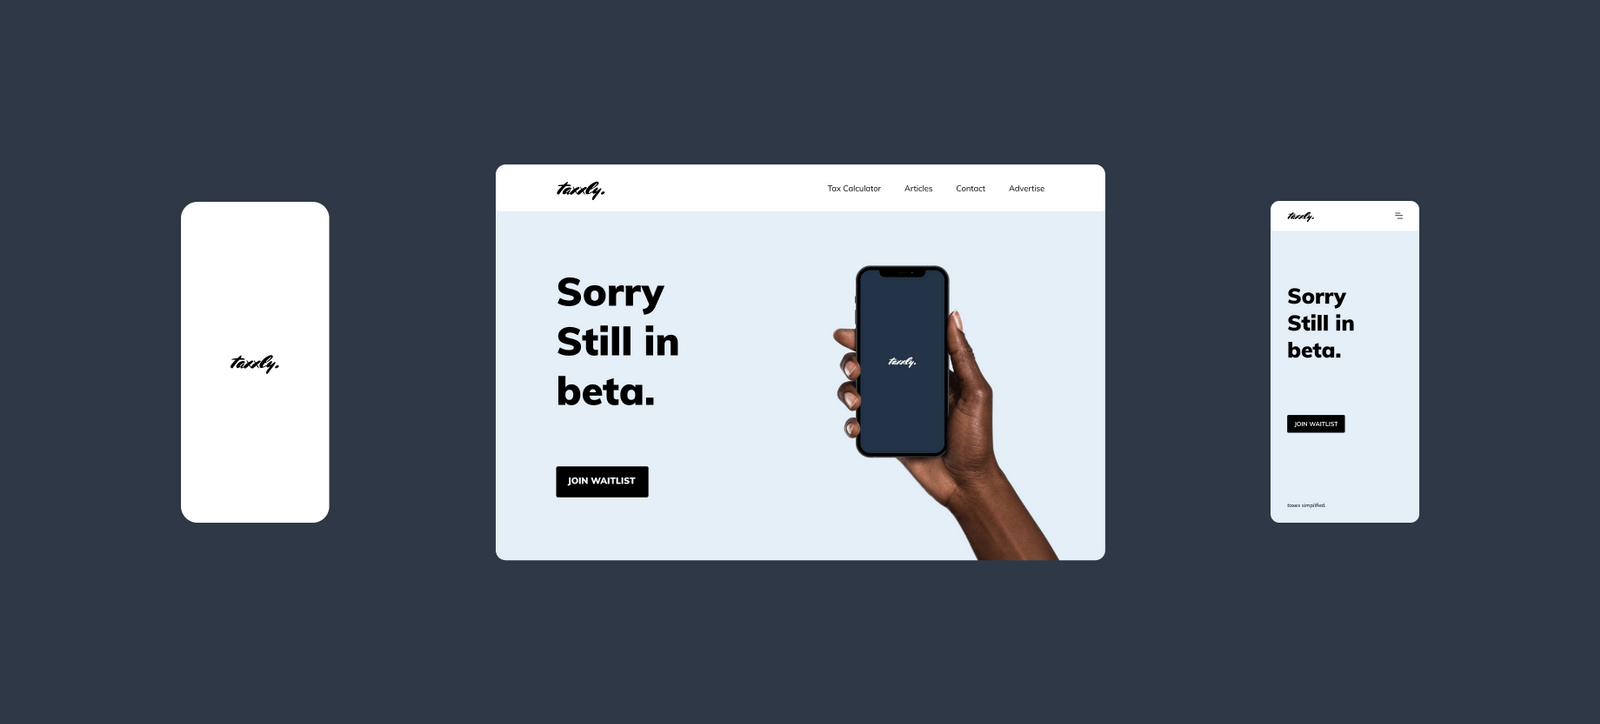 taxxly.
taxxly.
Tax Calculator Articles Contact Advertise
Sorry
Still in
beta.
JOIN WAITLIST
taxxly.
taxxly.
Sorry
Still in
beta.
JOIN WAITLIST
taxes simplified.